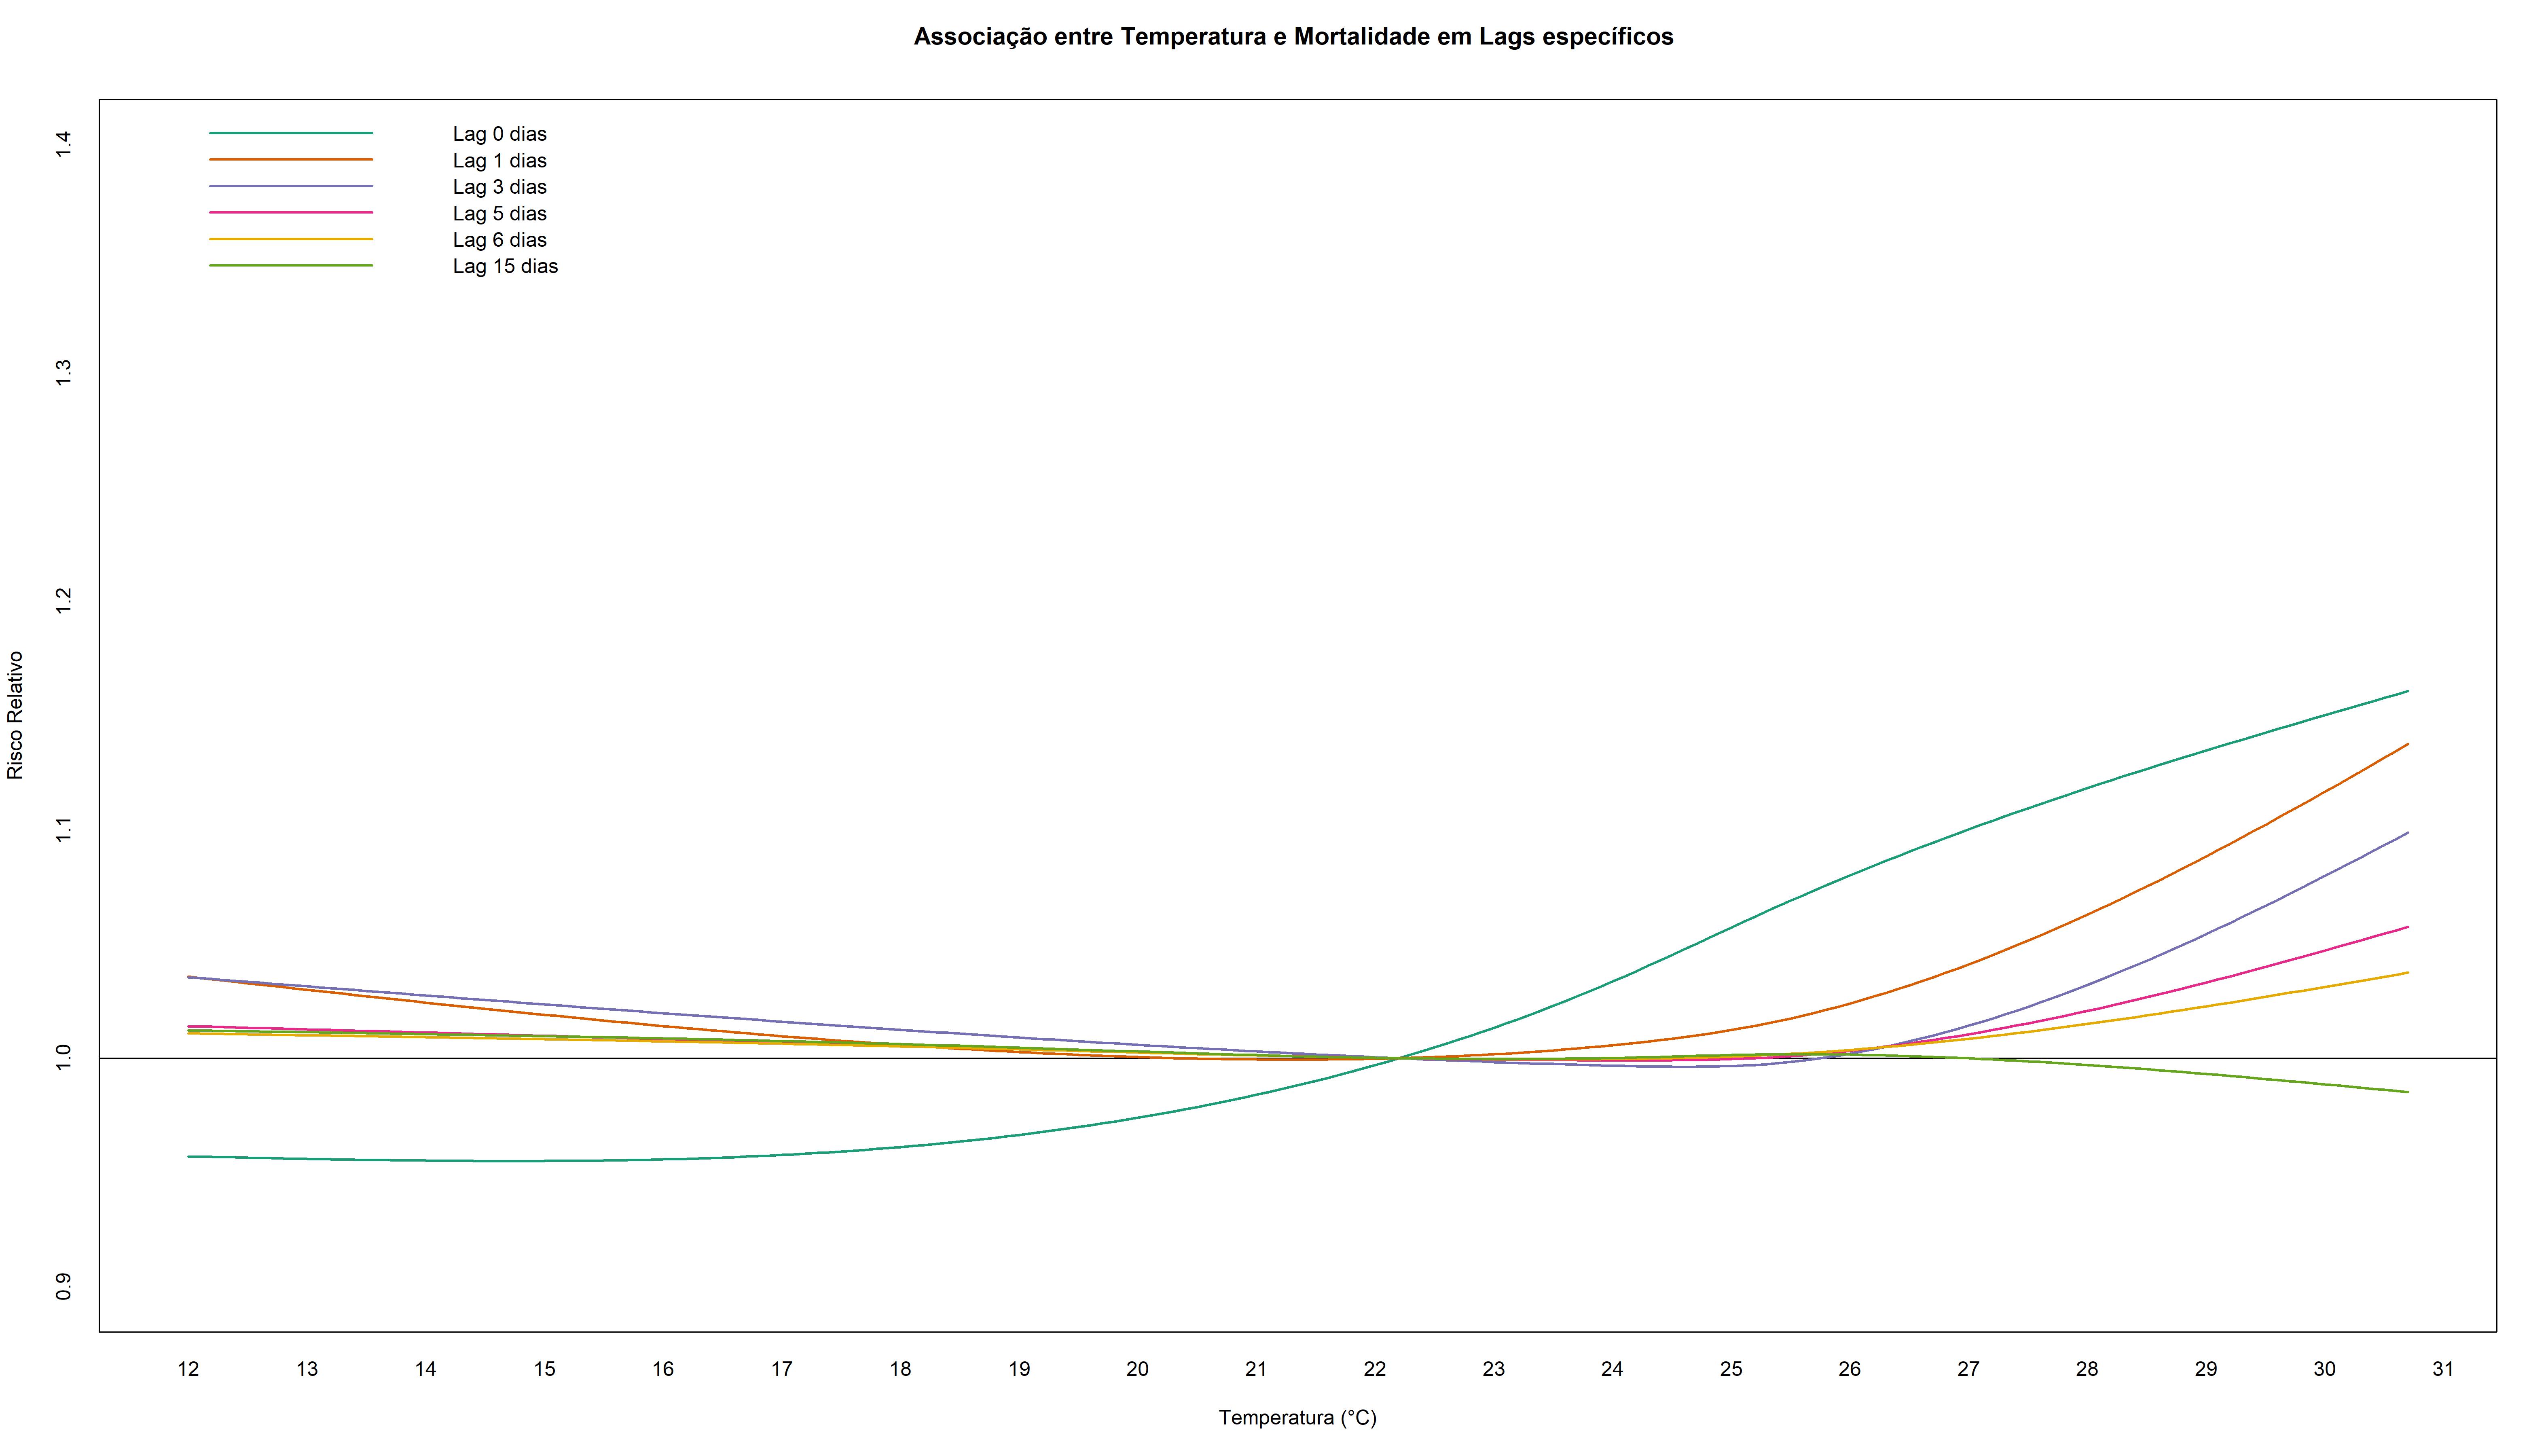 Associação entre Temperatura e Mortalidade em Lags específicos
Lag 0 dias
Lag 1 dias
Lag 3 dias
Lag 5 dias
Lag 6 dias
Lag 15 dias
1.4
1.3
1.2
1.1
1.0
0.9
Risco Relativo
12 13 14 15 16 17 18 19 20 21 22 23 24 25 26 27 28 29 30 31
Temperatura (°C)